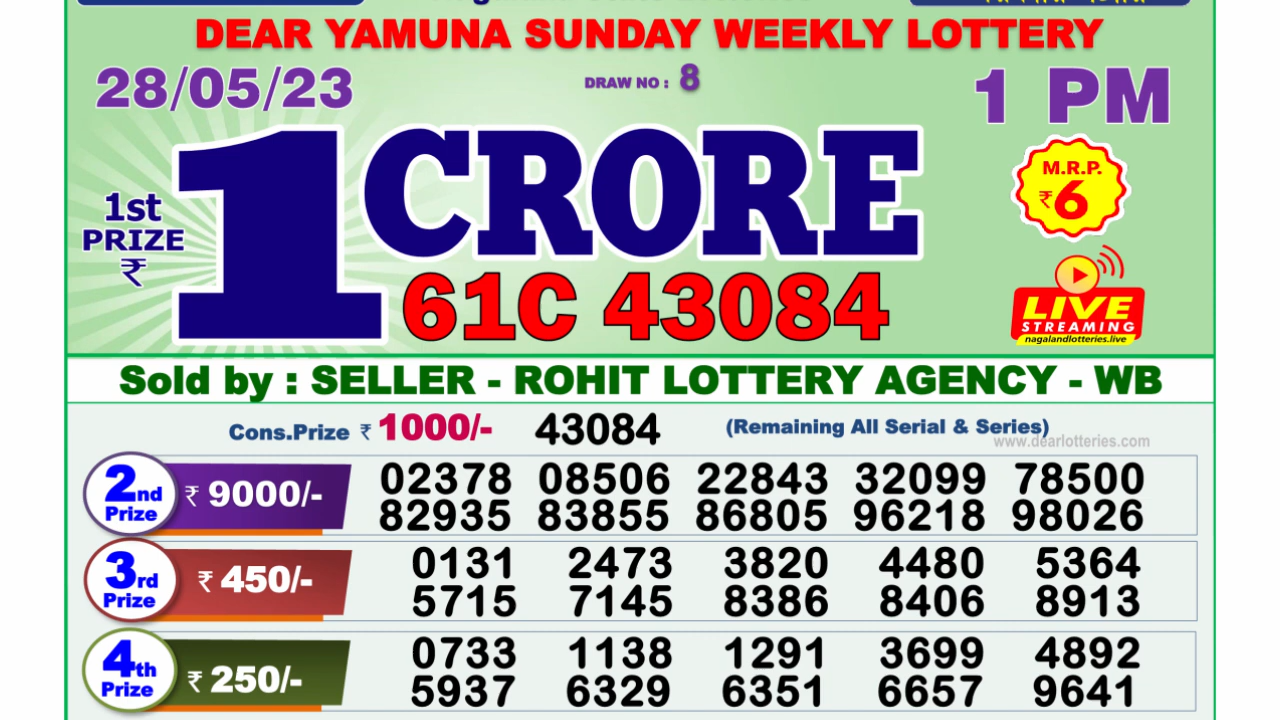 DEAR YAMUNA SUNDAY WEEKLY LOTTERY
28/05/23
DRAW NO : 8
1 PM
1st
PRIZE
₹
1 CRORE
61C 43084
M.R.P.
₹6
LIVE
STREAMING
nagalandlotteries.live
Sold by : SELLER - ROHIT LOTTERY AGENCY - WB
Cons.Prize ₹ 1000/- 43084 (Remaining All Serial & Series)
www.dearlotteries.com
2nd Prize ₹ 9000/-
02378 08506 22843 32099 78500
82935 83855 86805 96218 98026
3rd Prize ₹ 450/-
0131 2473 3820 4480 5364
5715 7145 8386 8406 8913
4th Prize ₹ 250/-
0733 1138 1291 3699 4892
5937 6329 6351 6657 9641